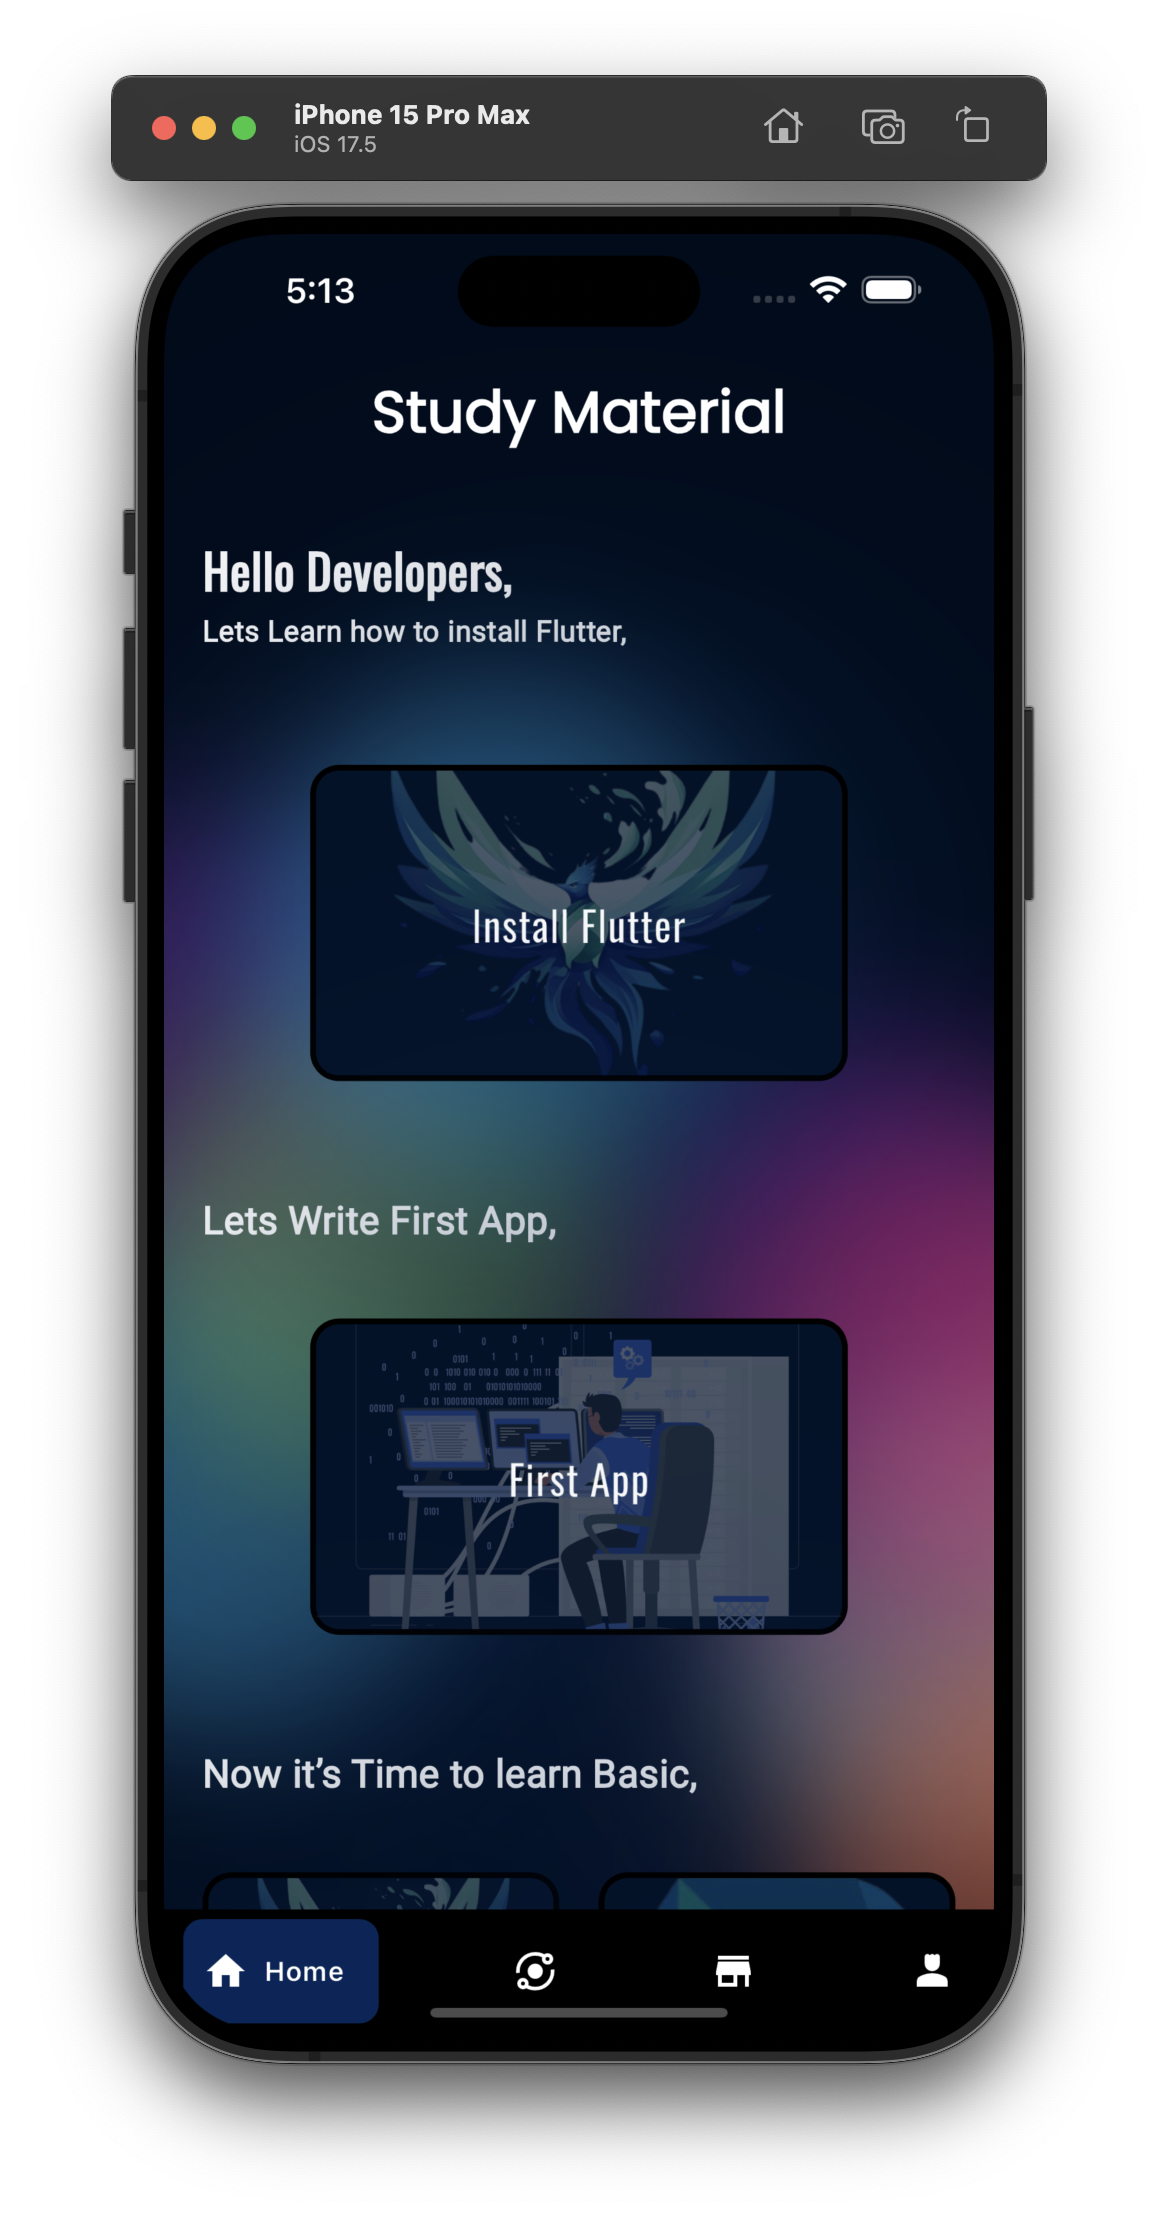 iPhone 15 Pro Max
iOS 17.5
5:13
Study Material
Hello Developers,
Lets Learn how to install Flutter,
Install Flutter
Lets Write First App,
First App
Now it’s Time to learn Basic,
Home